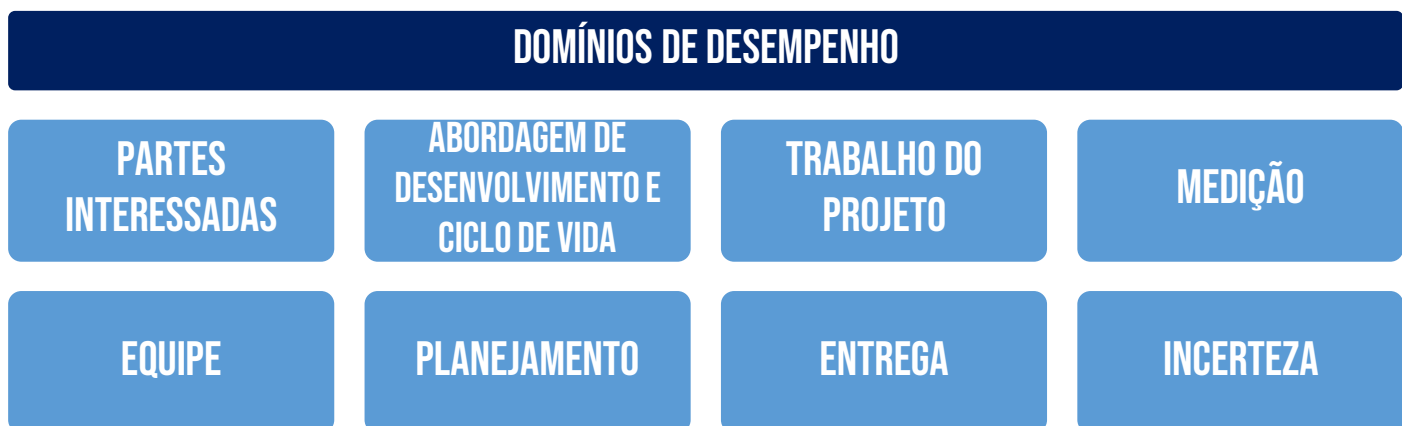 DOMÍNIOS DE DESEMPENHO
PARTES
INTERESSADAS
ABORDAGEM DE
DESENVOLVIMENTO E
CICLO DE VIDA
TRABALHO DO
PROJETO
MEDIÇÃO
EQUIPE
PLANEJAMENTO
ENTREGA
INCERTEZA